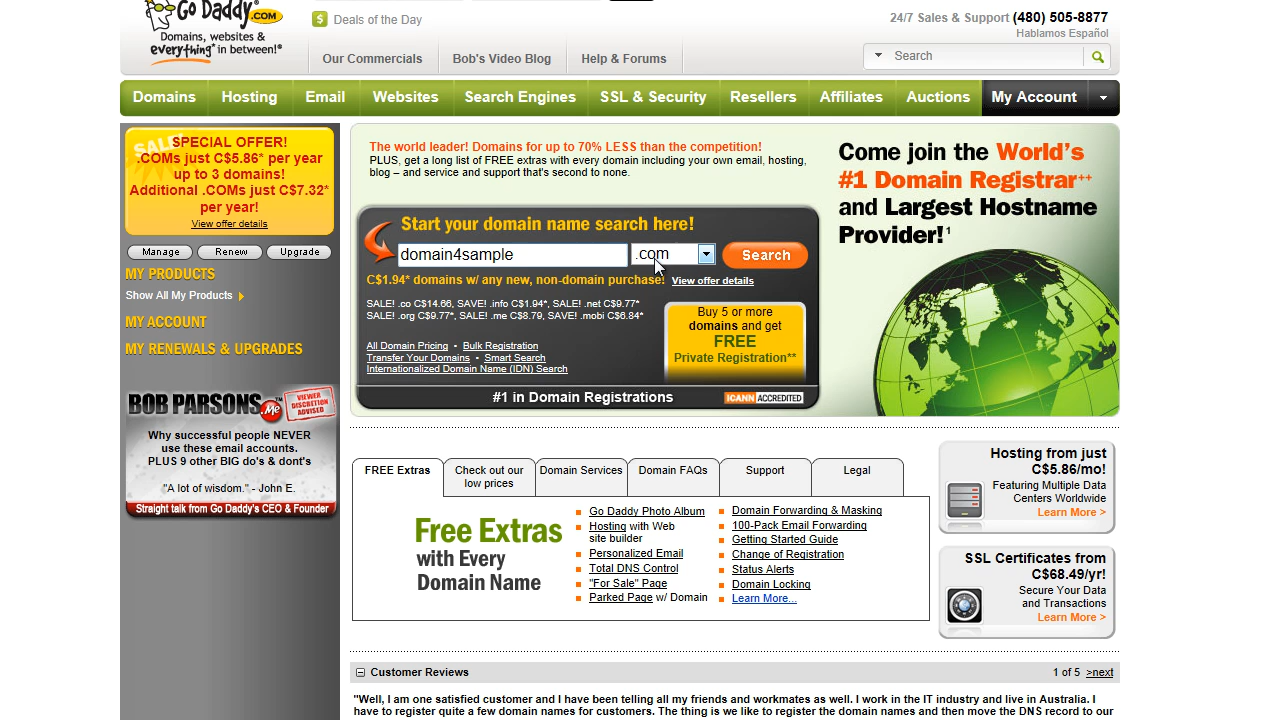 Go Daddy.COM
Domains, websites &
everything* in between!®
$ Deals of the Day
24/7 Sales & Support (480) 505-8877
Hablamos Español
Our Commercials
Bob's Video Blog
Help & Forums
Search
Domains
Hosting
Email
Websites
Search Engines
SSL & Security
Resellers
Affiliates
Auctions
My Account
SALE!
SPECIAL OFFER!
.COMs just C$5.86* per year
up to 3 domains!
Additional .COMs just C$7.32*
per year!
View offer details
Manage
Renew
Upgrade
MY PRODUCTS
Show All My Products
MY ACCOUNT
MY RENEWALS & UPGRADES
BOB PARSONS.Me™
VIEWER
DISCRETION
ADVISED
Why successful people NEVER
use these email accounts.
PLUS 9 other BIG do's & dont's
"A lot of wisdom." - John E.
Straight talk from Go Daddy's CEO & Founder
The world leader! Domains for up to 70% LESS than the competition!
PLUS, get a long list of FREE extras with every domain including your own email, hosting,
blog – and service and support that's second to none.
Start your domain name search here!
domain4sample
.com
Search
C$1.94* domains w/ any new, non-domain purchase! View offer details
SALE! .co C$14.66, SAVE! .info C$1.94*, SALE! .net C$9.77*
SALE! .org C$9.77*, SALE! .me C$8.79, SAVE! .mobi C$6.84*
All Domain Pricing • Bulk Registration
Transfer Your Domains • Smart Search
Internationalized Domain Name (IDN) Search
Buy 5 or more
domains and get
FREE
Private Registration**
#1 in Domain Registrations
ICANN ACCREDITED
Come join the World's
#1 Domain Registrar++
and Largest Hostname
Provider!1
FREE Extras
Check out our
low prices
Domain Services
Domain FAQs
Support
Legal
Free Extras
with Every
Domain Name
Go Daddy Photo Album
Hosting with Web
site builder
Personalized Email
Total DNS Control
"For Sale" Page
Parked Page w/ Domain
Domain Forwarding & Masking
100-Pack Email Forwarding
Getting Started Guide
Change of Registration
Status Alerts
Domain Locking
Learn More...
Hosting from just
C$5.86/mo!
Featuring Multiple Data
Centers Worldwide
Learn More >
SSL Certificates from
C$68.49/yr!
Secure Your Data
and Transactions
Learn More >
Customer Reviews
1 of 5 >next
"Well, I am one satisfied customer and I have been telling all my friends and workmates as well. I work in the IT industry and live in Australia. I
have to register quite a few domain names for customers. The thing is we like to register the domain names and then move the DNS record to our